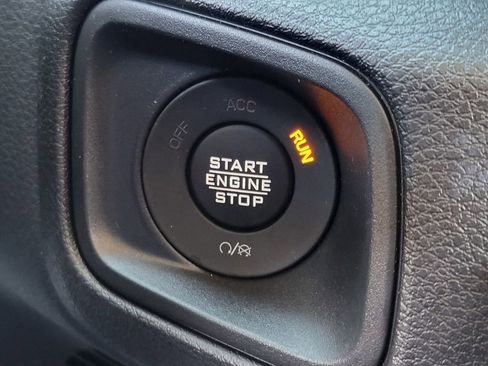 ACC
OFF
RUN
START
ENGINE
STOP